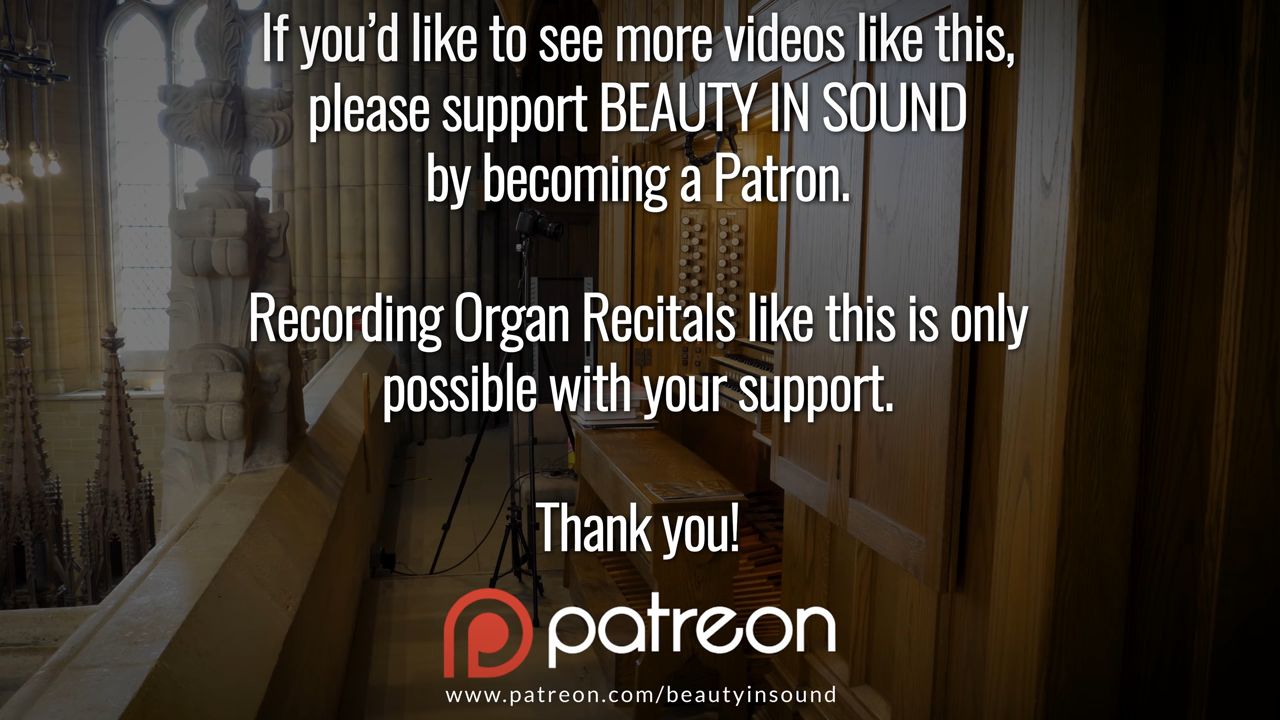 If you’d like to see more videos like this,
please support BEAUTY IN SOUND
by becoming a Patron.
Recording Organ Recitals like this is only
possible with your support.
Thank you!
patreon
www.patreon.com/beautyinsound